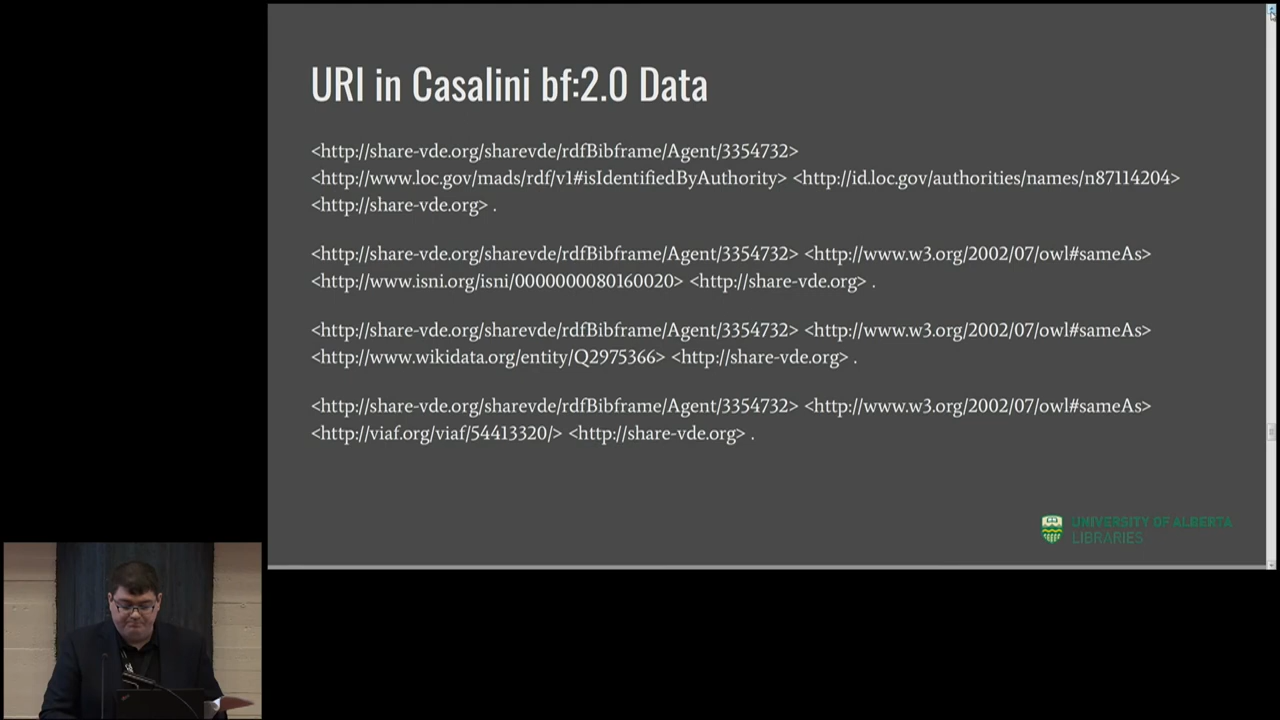 URI in Casalini bf:2.0 Data
<http://share-vde.org/sharevde/rdfBibframe/Agent/3354732>
<http://www.loc.gov/mads/rdf/v1#isIdentifiedByAuthority> <http://id.loc.gov/authorities/names/n87114204>
<http://share-vde.org> .
<http://share-vde.org/sharevde/rdfBibframe/Agent/3354732> <http://www.w3.org/2002/07/owl#sameAs>
<http://www.isni.org/isni/0000000080160020> <http://share-vde.org> .
<http://share-vde.org/sharevde/rdfBibframe/Agent/3354732> <http://www.w3.org/2002/07/owl#sameAs>
<http://www.wikidata.org/entity/Q2975366> <http://share-vde.org> .
<http://share-vde.org/sharevde/rdfBibframe/Agent/3354732> <http://www.w3.org/2002/07/owl#sameAs>
<http://viaf.org/viaf/54413320/> <http://share-vde.org> .
UNIVERSITY OF ALBERTA
LIBRARIES